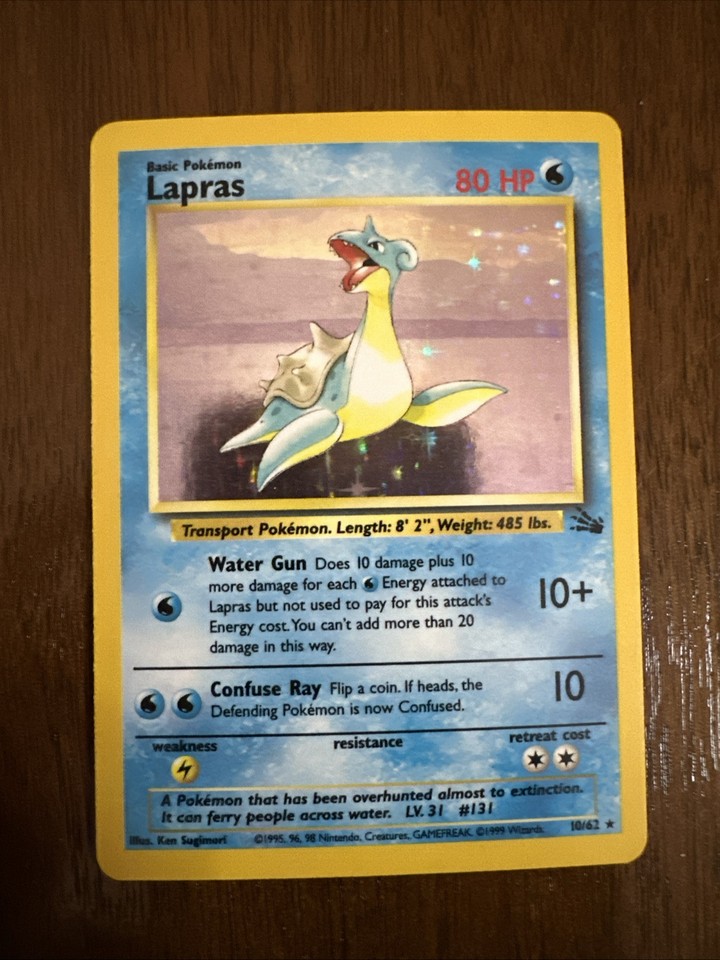 Basic Pokémon
Lapras
80 HP
Transport Pokémon. Length: 8' 2", Weight: 485 lbs.
Water Gun Does 10 damage plus 10
more damage for each Energy attached to
Lapras but not used to pay for this attack's
Energy cost. You can't add more than 20
damage in this way.
10+
Confuse Ray Flip a coin. If heads, the
Defending Pokémon is now Confused.
10
weakness
resistance
retreat cost
A Pokémon that has been overhunted almost to extinction.
It can ferry people across water. LV. 31 #131
Illus. Ken Sugimori
©1995, 96, 98 Nintendo, Creatures, GAMEFREAK. ©1999 Wizards.
10/62 ★